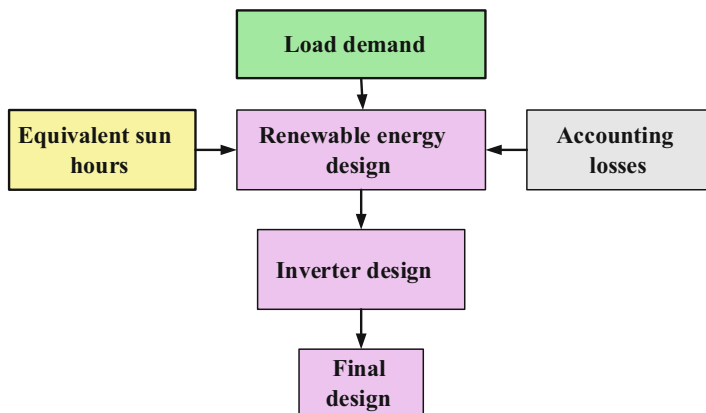 Load demand
Equivalent sun
hours
Renewable energy
design
Accounting
losses
Inverter design
Final
design